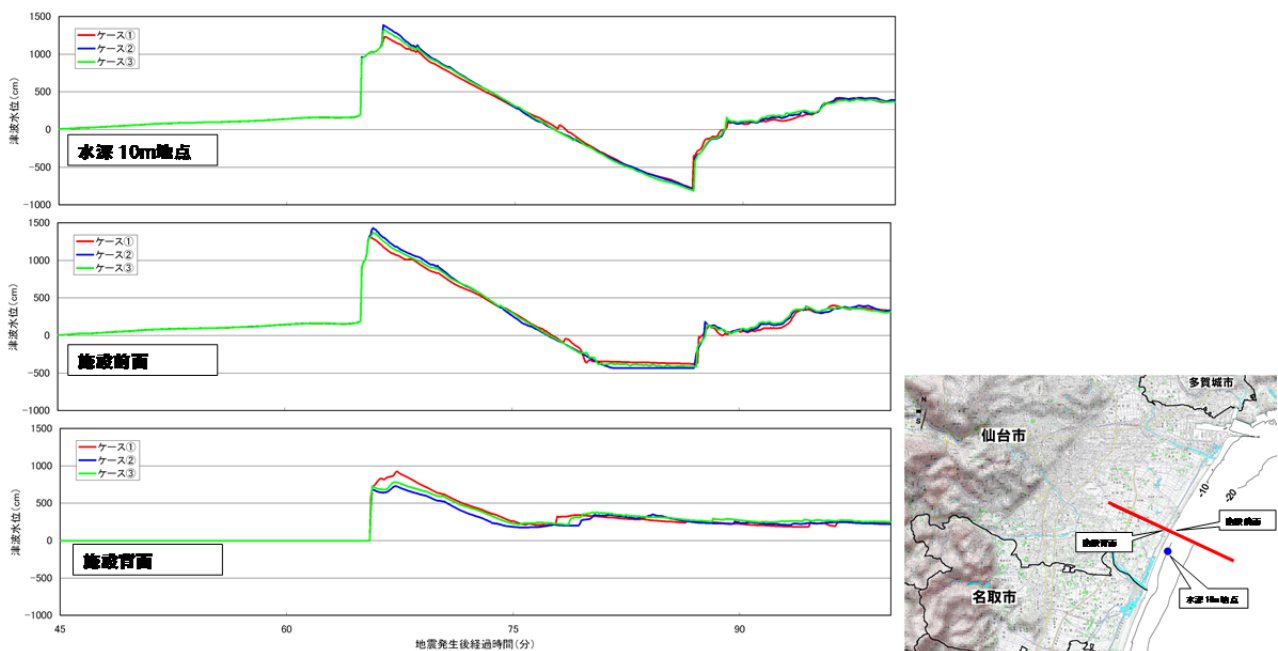 1500
1000
500
0
-500
-1000
津波水位(cm)
ケース①
ケース②
ケース③
水深 10m地点
1500
1000
500
0
-500
-1000
津波水位(cm)
ケース①
ケース②
ケース③
施設前面
1500
1000
500
0
-500
-1000
津波水位(cm)
ケース①
ケース②
ケース③
施設背面
45
60
75
90
地震発生後経過時間(分)
多賀城市
N
S
仙台市
-10
-20
施設前面
施設背面
水深 10m地点
名取市